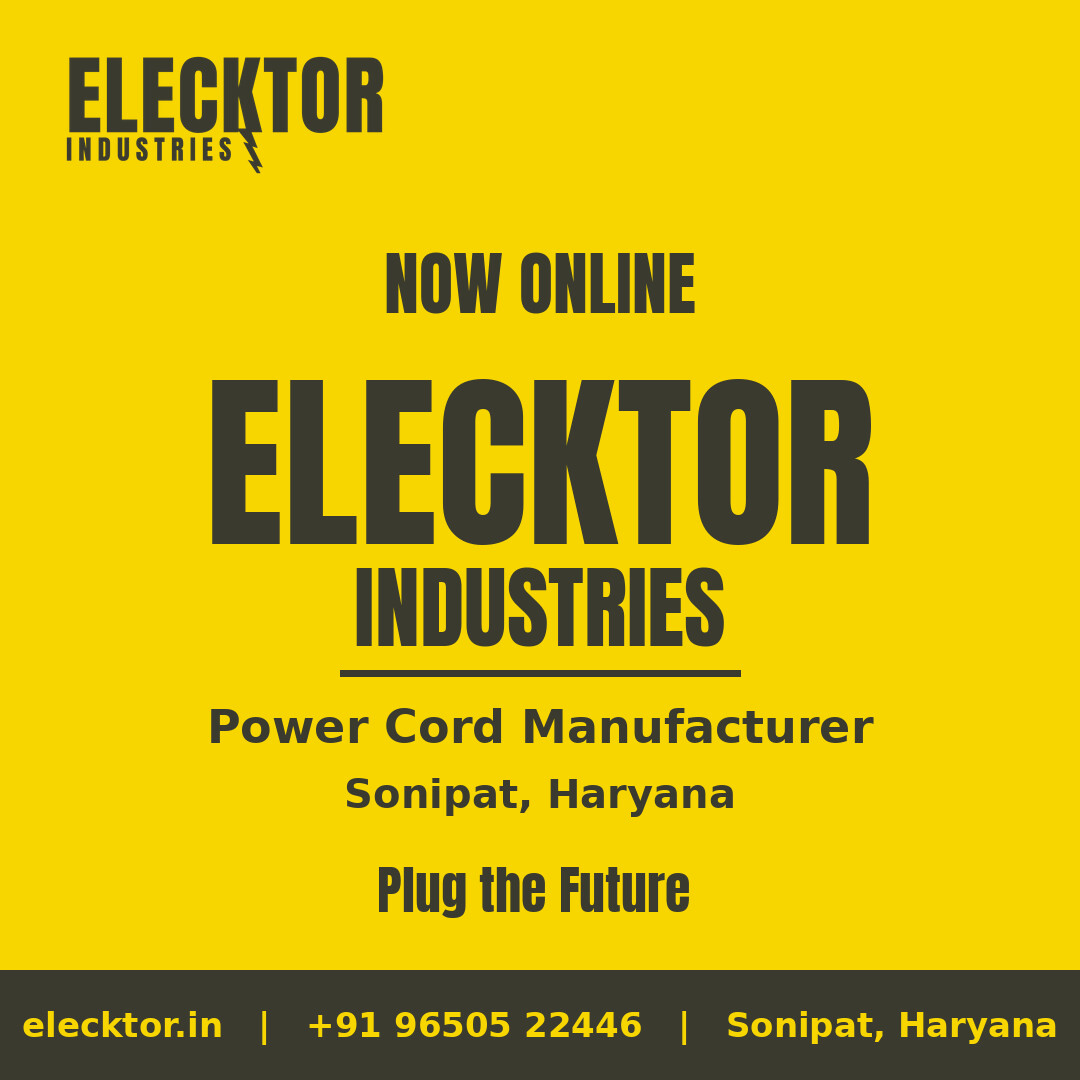 ELECKTOR
INDUSTRIES
NOW ONLINE
ELECKTOR
INDUSTRIES
Power Cord Manufacturer
Sonipat, Haryana
Plug the Future
elecktor.in | +91 96505 22446 | Sonipat, Haryana